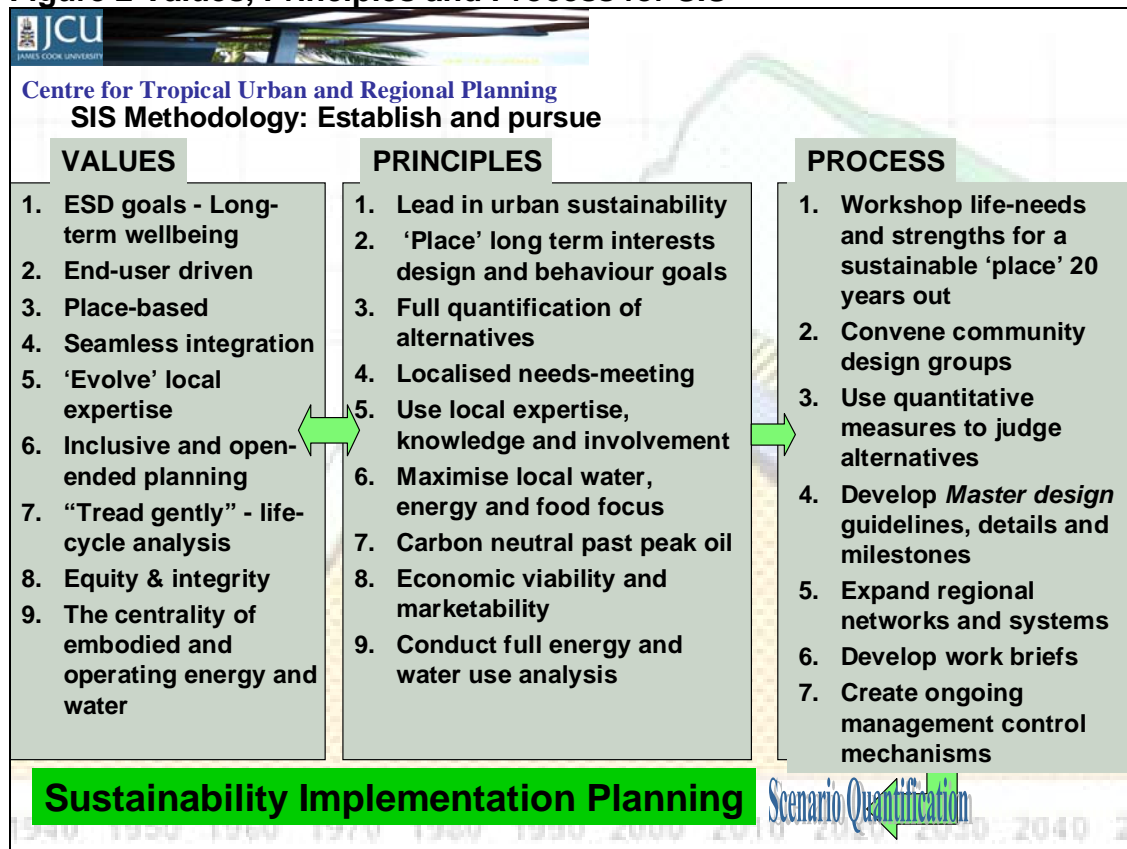 Figure 2 Values, Principles and Process for SIS
JCU
JAMES COOK UNIVERSITY
Centre for Tropical Urban and Regional Planning
SIS Methodology: Establish and pursue
VALUES
1. ESD goals - Long-
term wellbeing
2. End-user driven
3. Place-based
4. Seamless integration
5. ‘Evolve’ local
expertise
6. Inclusive and open-
ended planning
7. “Tread gently” - life-
cycle analysis
8. Equity & integrity
9. The centrality of
embodied and
operating energy and
water
PRINCIPLES
1. Lead in urban sustainability
2. ‘Place’ long term interests
design and behaviour goals
3. Full quantification of
alternatives
4. Localised needs-meeting
5. Use local expertise,
knowledge and involvement
6. Maximise local water,
energy and food focus
7. Carbon neutral past peak oil
8. Economic viability and
marketability
9. Conduct full energy and
water use analysis
PROCESS
1. Workshop life-needs
and strengths for a
sustainable ‘place’ 20
years out
2. Convene community
design groups
3. Use quantitative
measures to judge
alternatives
4. Develop Master design
guidelines, details and
milestones
5. Expand regional
networks and systems
6. Develop work briefs
7. Create ongoing
management control
mechanisms
Sustainability Implementation Planning
Scenario Quantification
1940 1950 1960 1970 1980 1990 2000 2010 2020 2030 2040